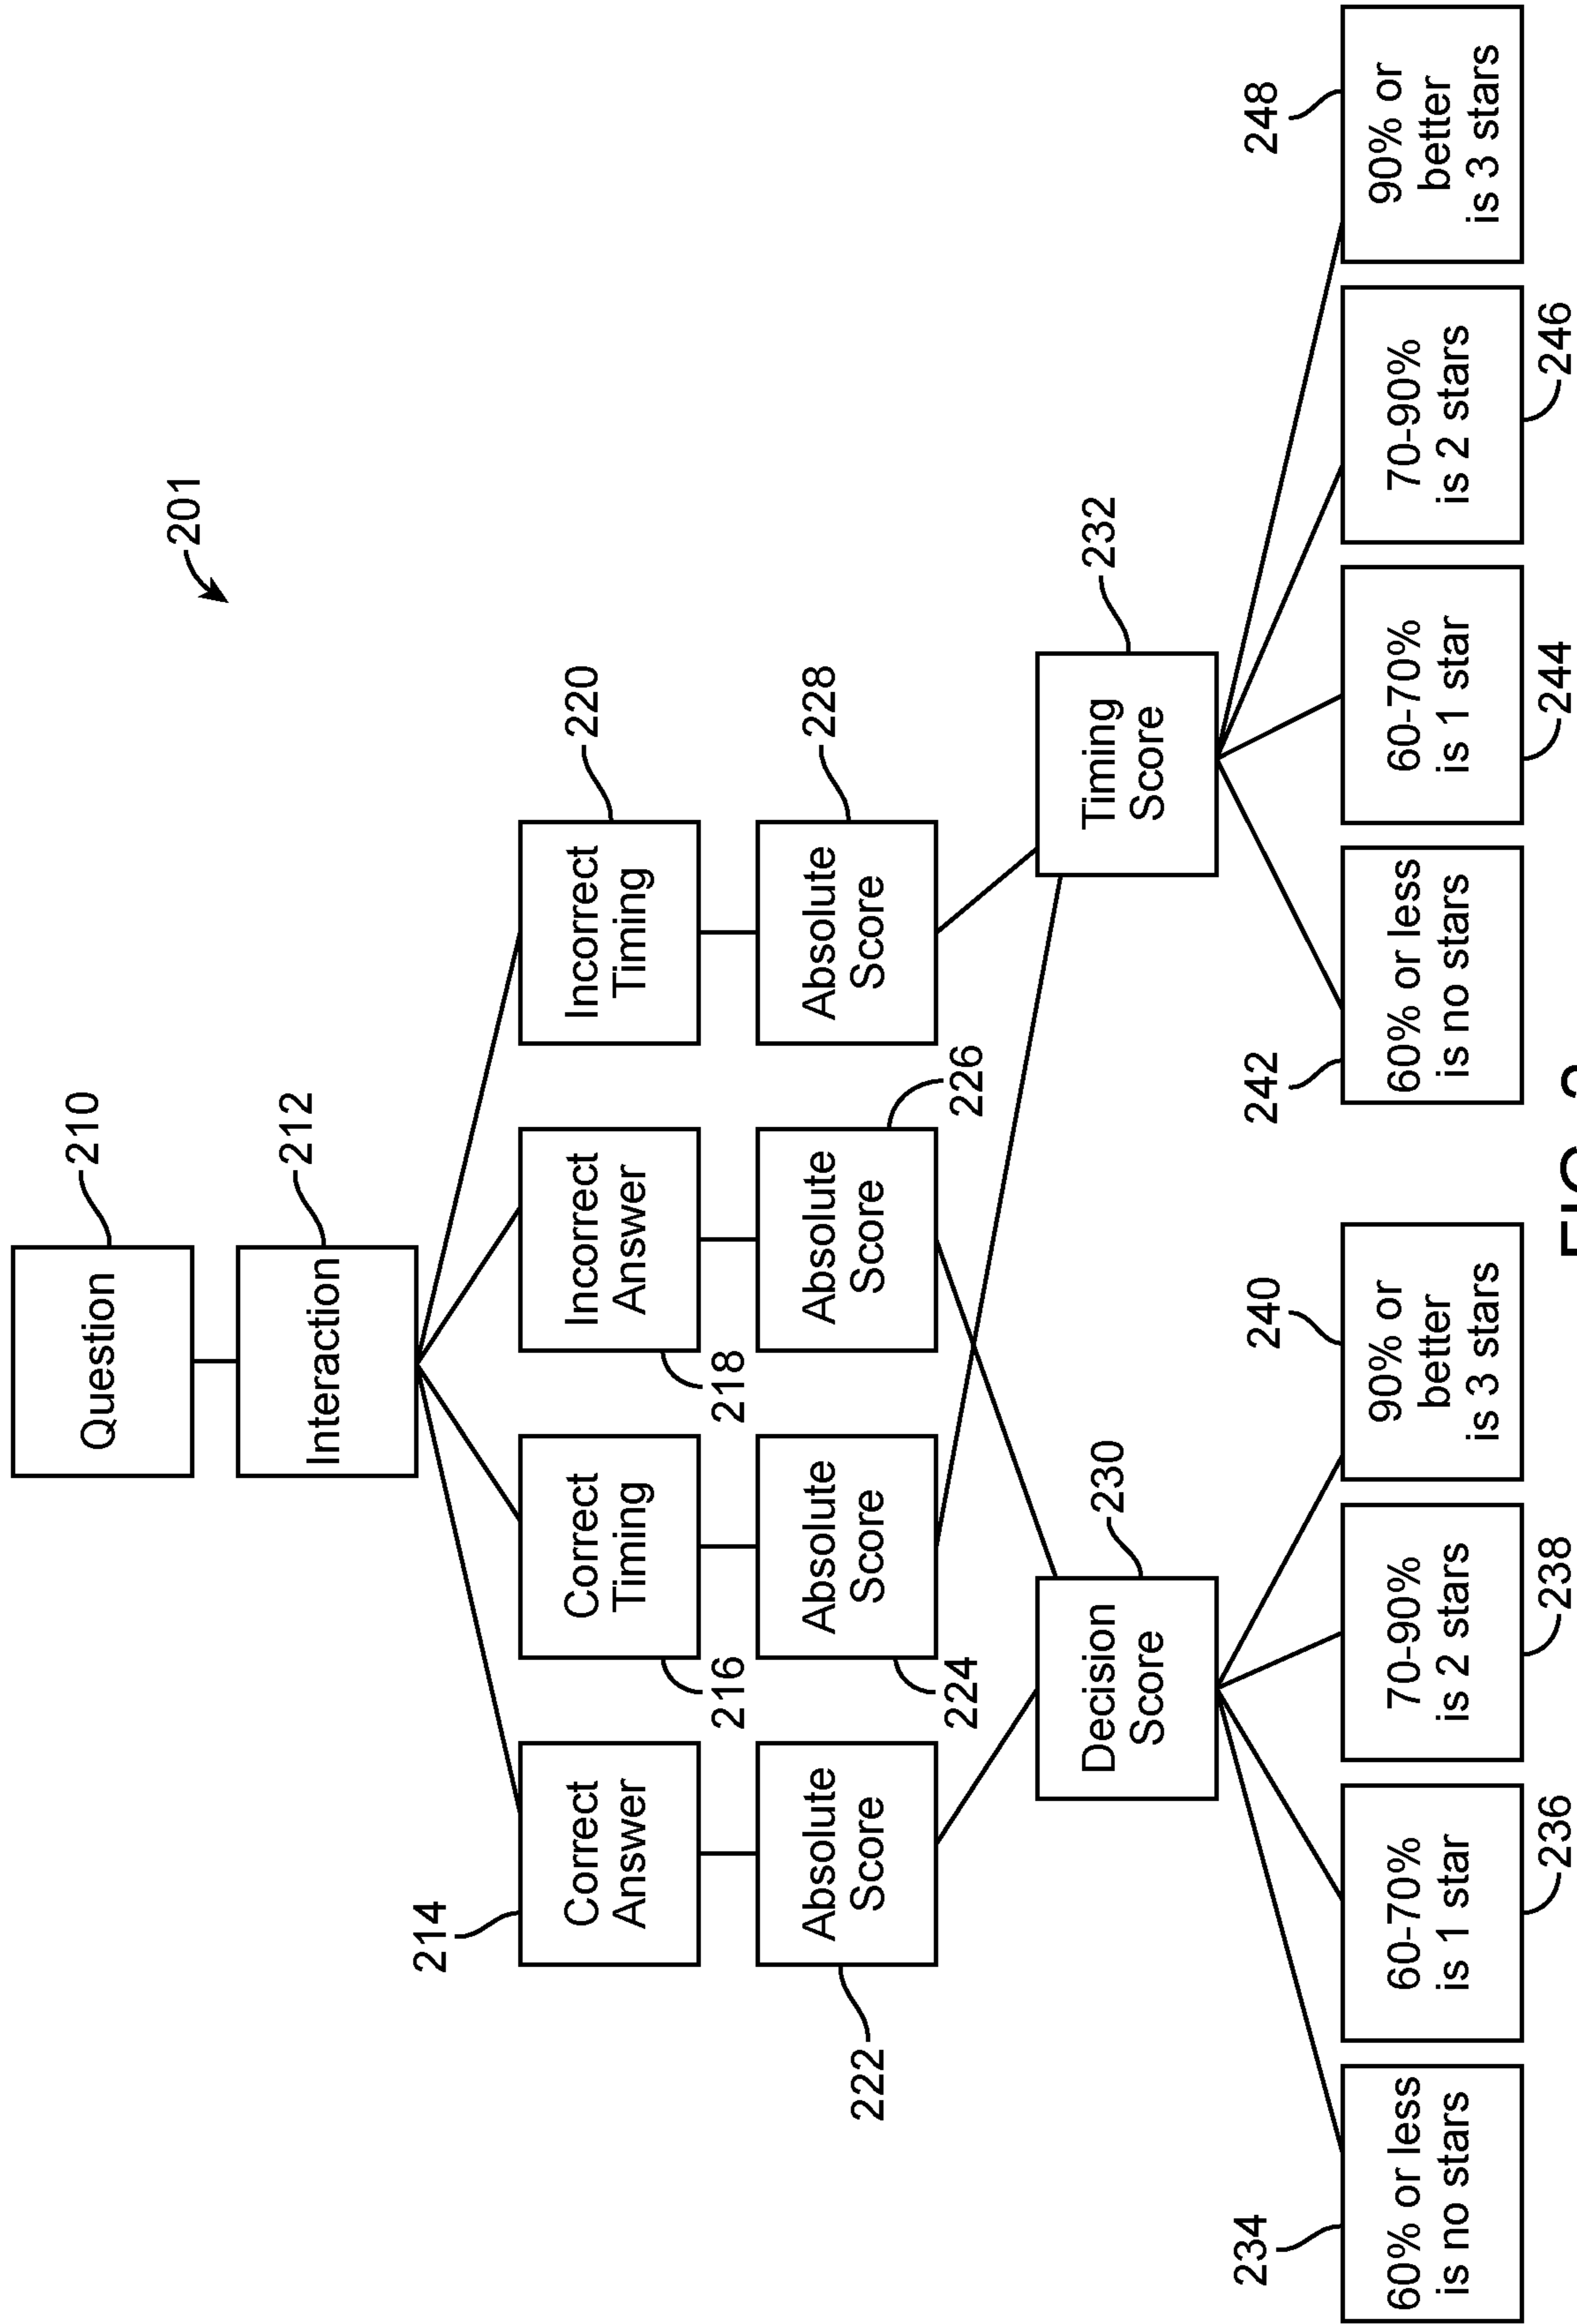 201
Question
210
Interaction
212
214
Correct
Answer
Correct
Timing
216
Incorrect
Answer
218
Incorrect
Timing
220
222
Absolute
Score
Absolute
Score
224
Absolute
Score
226
Absolute
Score
228
Decision
Score
230
Timing
Score
232
234
60% or less
is no stars
60-70%
is 1 star
236
70-90%
is 2 stars
238
240
90% or
better
is 3 stars
242
60% or less
is no stars
60-70%
is 1 star
244
70-90%
is 2 stars
246
248
90% or
better
is 3 stars
FIG